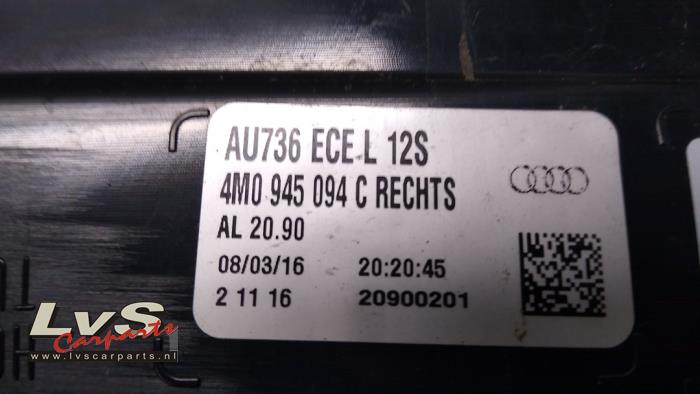 AU736 ECE L 12S
4M0 945 094 C RECHTS
AL 20.90
08/03/16 20:20:45
2 11 16 20900201
LvS
Carparts
www.lvscarparts.nl